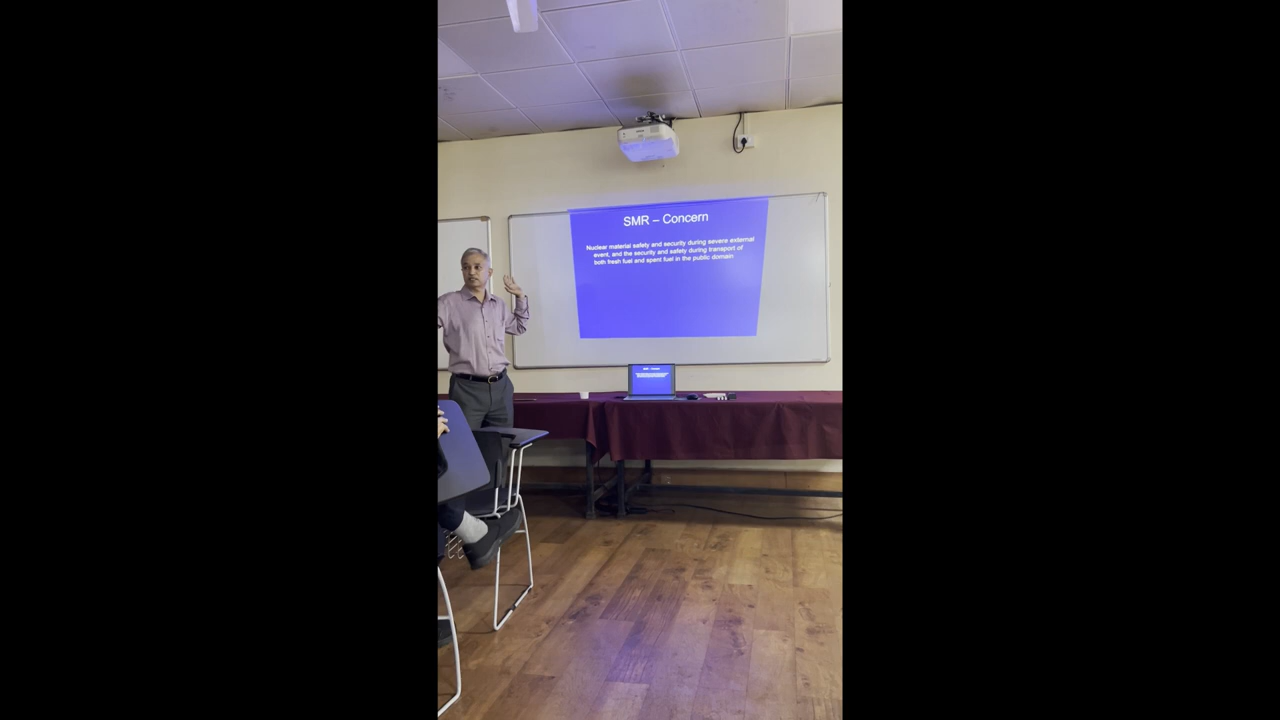 SMR – Concern
Nuclear material safety and security during severe external
event, and the security and safety during transport of
both fresh fuel and spent fuel in the public domain